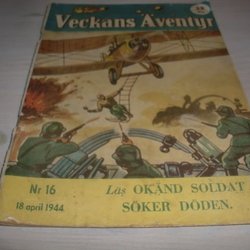 Veckans Äventyr
Nr 16
18 april 1944.
Läs OKÄND SOLDAT
SÖKER DÖDEN.